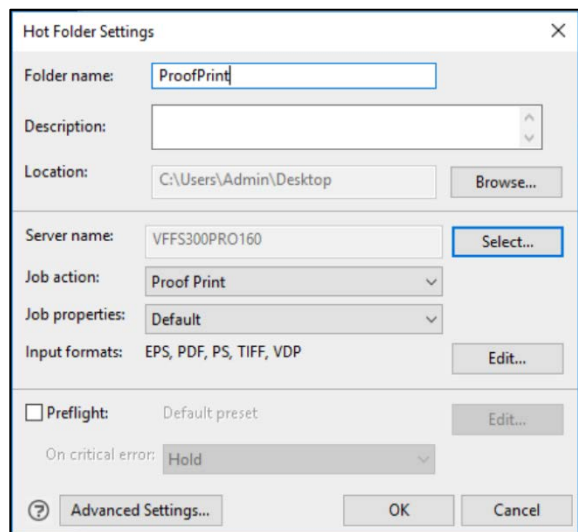 Hot Folder Settings
Folder name: ProofPrint
Description:
Location: C:\Users\Admin\Desktop Browse...
Server name: VFFS300PRO160 Select...
Job action: Proof Print
Job properties: Default
Input formats: EPS, PDF, PS, TIFF, VDP Edit...
Preflight: Default preset Edit...
On critical error: Hold
? Advanced Settings... OK Cancel